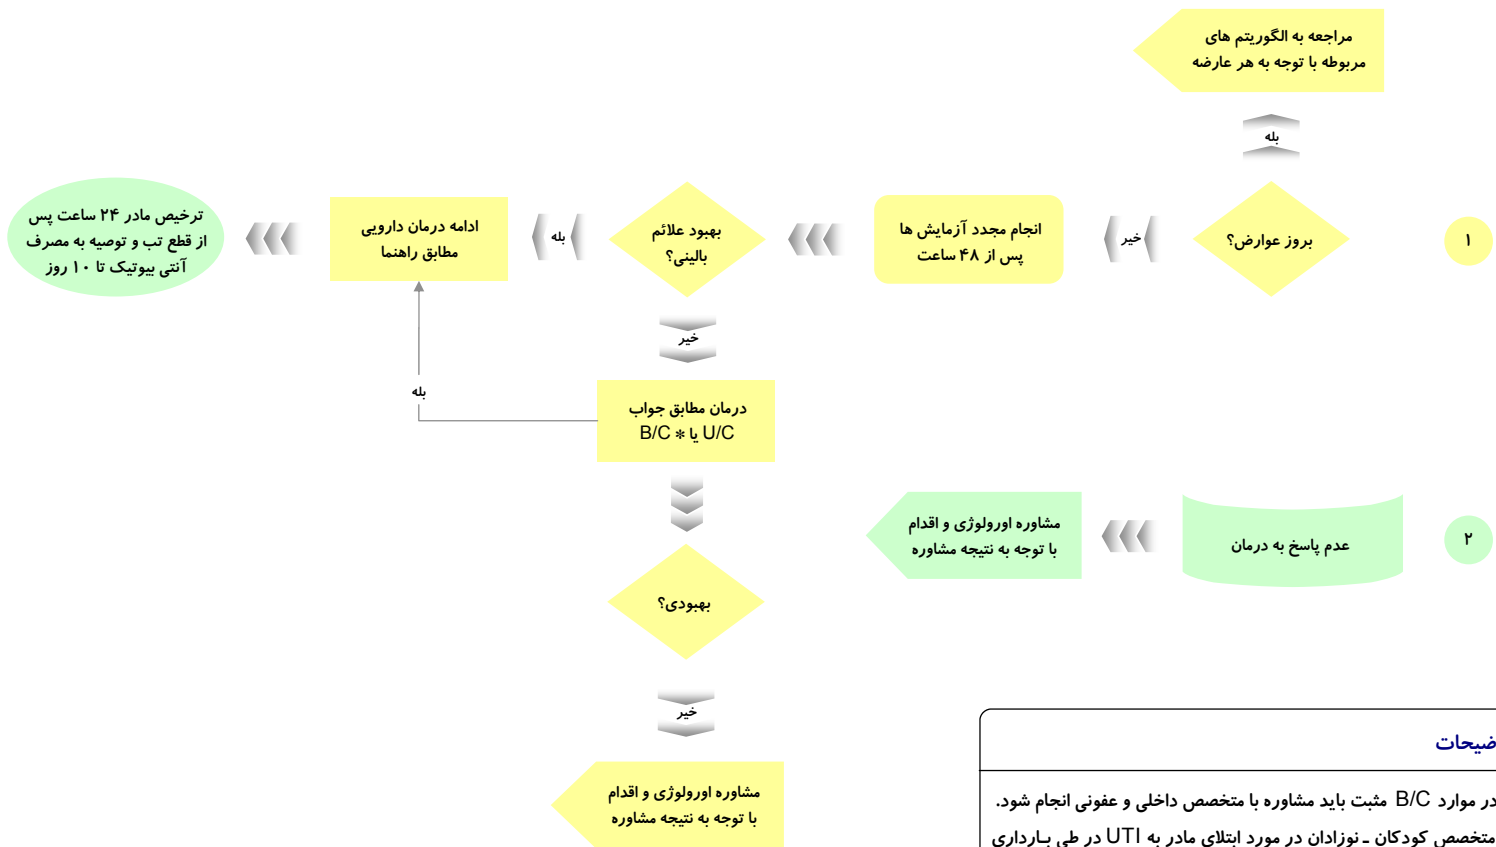 مراجعه به الگوریتم های
مربوطه با توجه به هر عارضه
بله
۱
بروز عوارض؟
خیر
انجام مجدد آزمایش ها
پس از ۴۸ ساعت
بهبود علائم
بالینی؟
بله
ادامه درمان دارویی
مطابق راهنما
ترخیص مادر ۲۴ ساعت پس
از قطع تب و توصیه به مصرف
آنتی بیوتیک تا ۱۰ روز
خیر
بله
درمان مطابق جواب
U/C یا * B/C
۲
عدم پاسخ به درمان
مشاوره اورولوژی و اقدام
با توجه به نتیجه مشاوره
بهبودی؟
خیر
مشاوره اورولوژی و اقدام
با توجه به نتیجه مشاوره
ضیحات
در موارد B/C مثبت باید مشاوره با متخصص داخلی و عفونی انجام شود.
متخصص کودکان ـ نوزادان در مورد ابتلای مادر به UTI در طی بـارداری